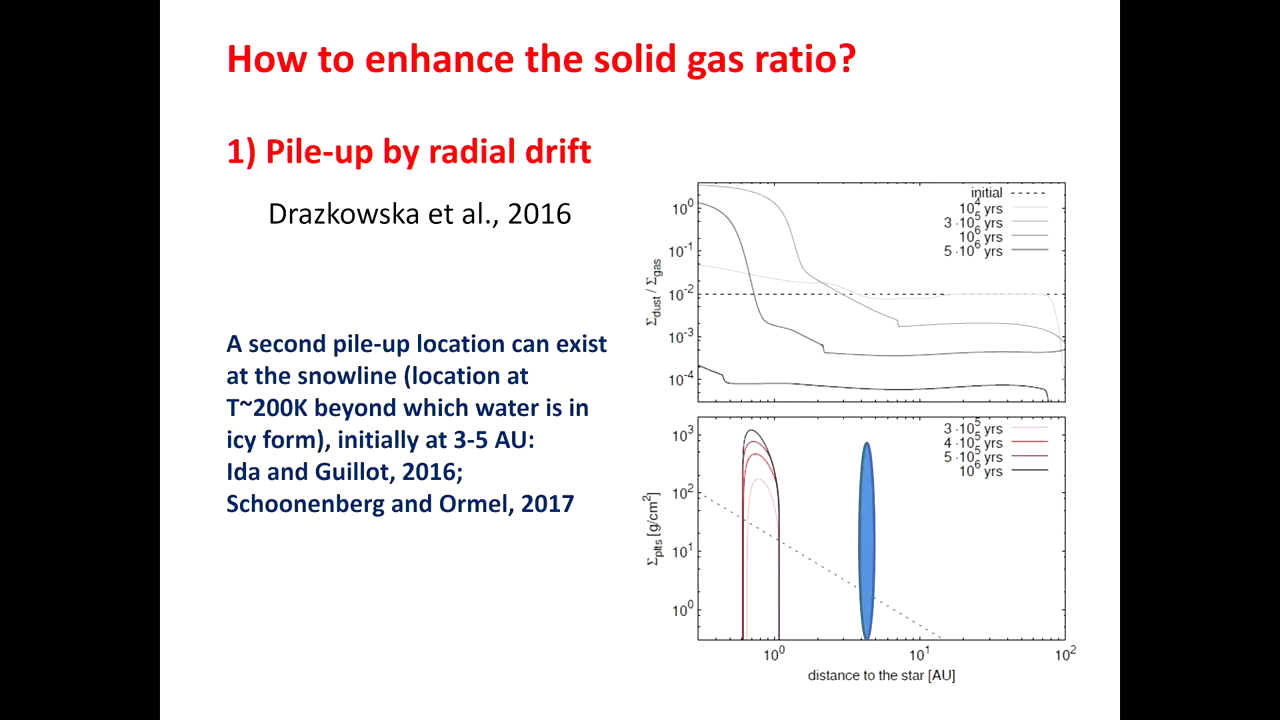 How to enhance the solid gas ratio?
1) Pile-up by radial drift
Drazkowska et al., 2016
A second pile-up location can exist
at the snowline (location at
T~200K beyond which water is in
icy form), initially at 3-5 AU:
Ida and Guillot, 2016;
Schoonenberg and Ormel, 2017
initial
10^4 yrs
3·10^5 yrs
10^6 yrs
5·10^6 yrs
10^0
10^-1
10^-2
10^-3
10^-4
Σdust / Σgas
3·10^5 yrs
4·10^5 yrs
5·10^5 yrs
10^6 yrs
10^3
10^2
10^1
10^0
Σplts [g/cm^2]
10^0 10^1 10^2
distance to the star [AU]